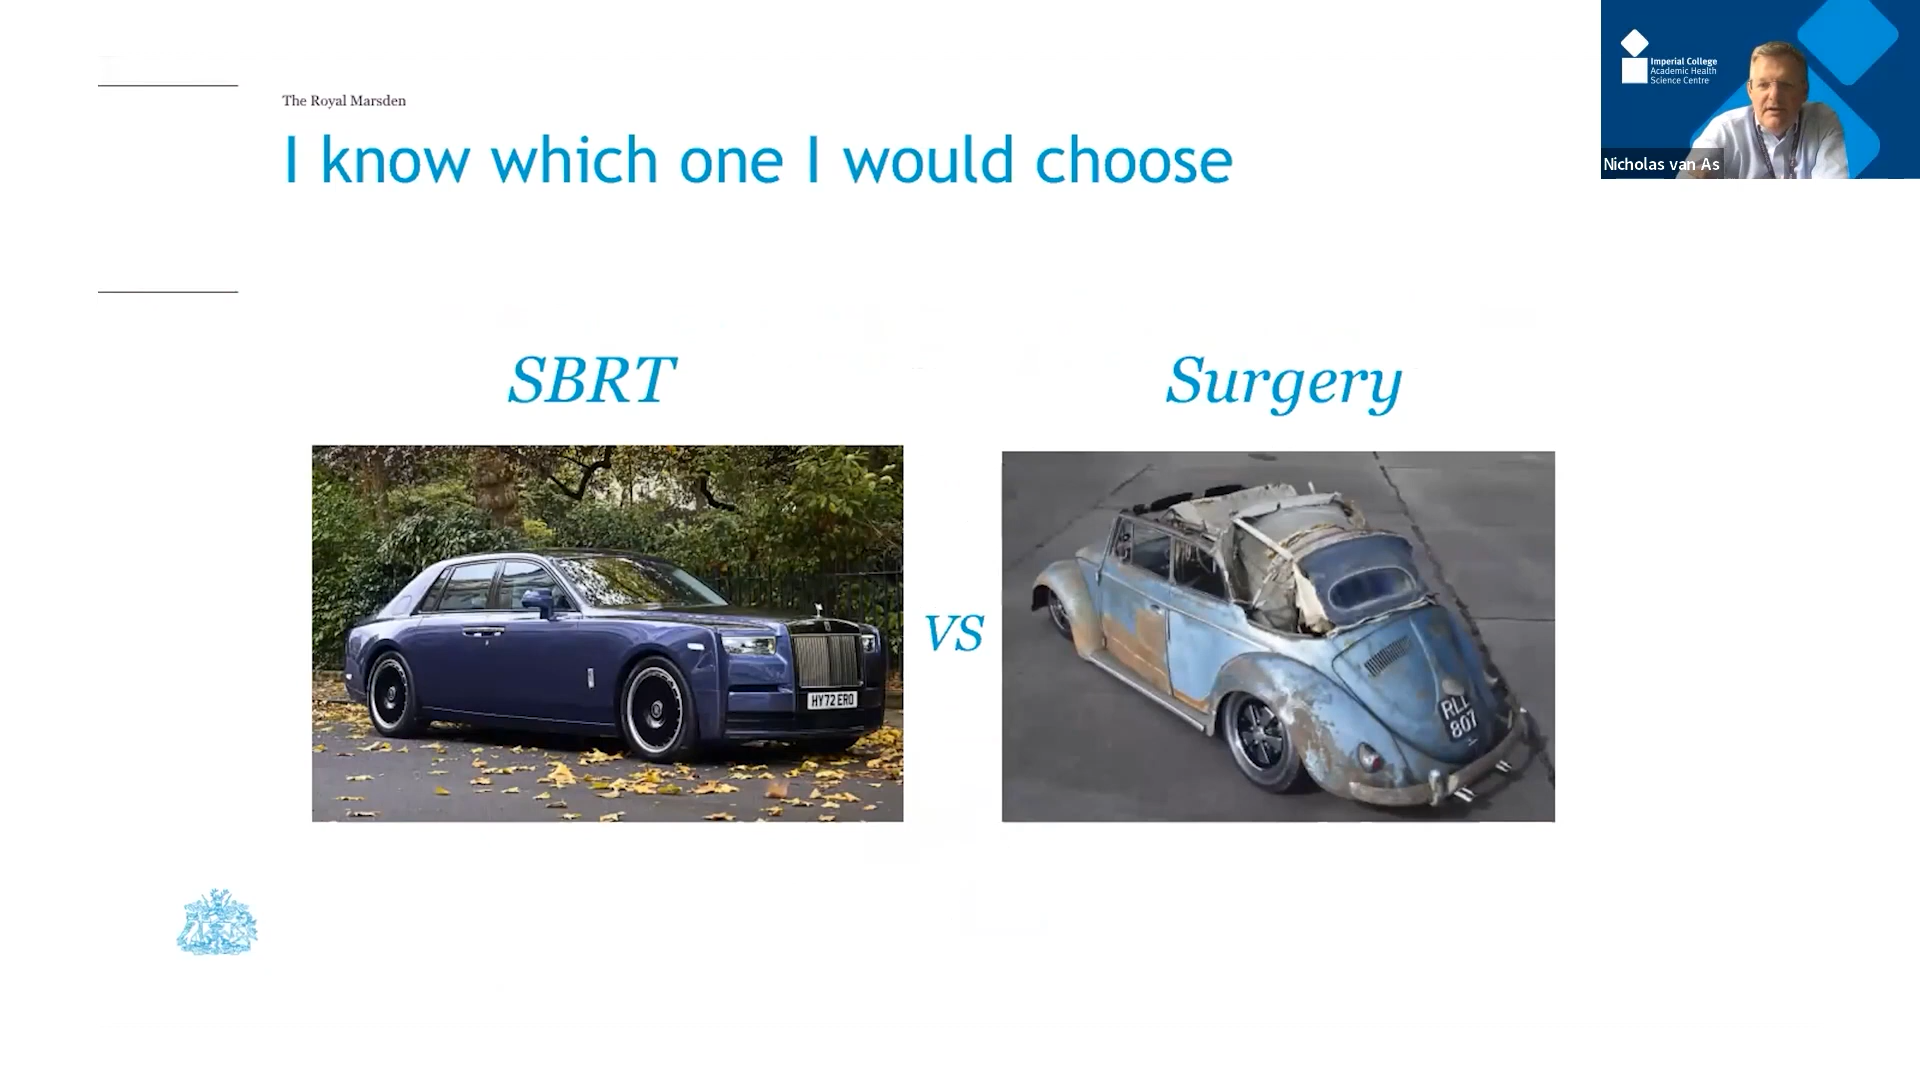 The Royal Marsden
I know which one I would choose
Imperial College
Academic Health
Science Centre
Nicholas van As
SBRT
Surgery
VS
HY72 ERO
RLL
807